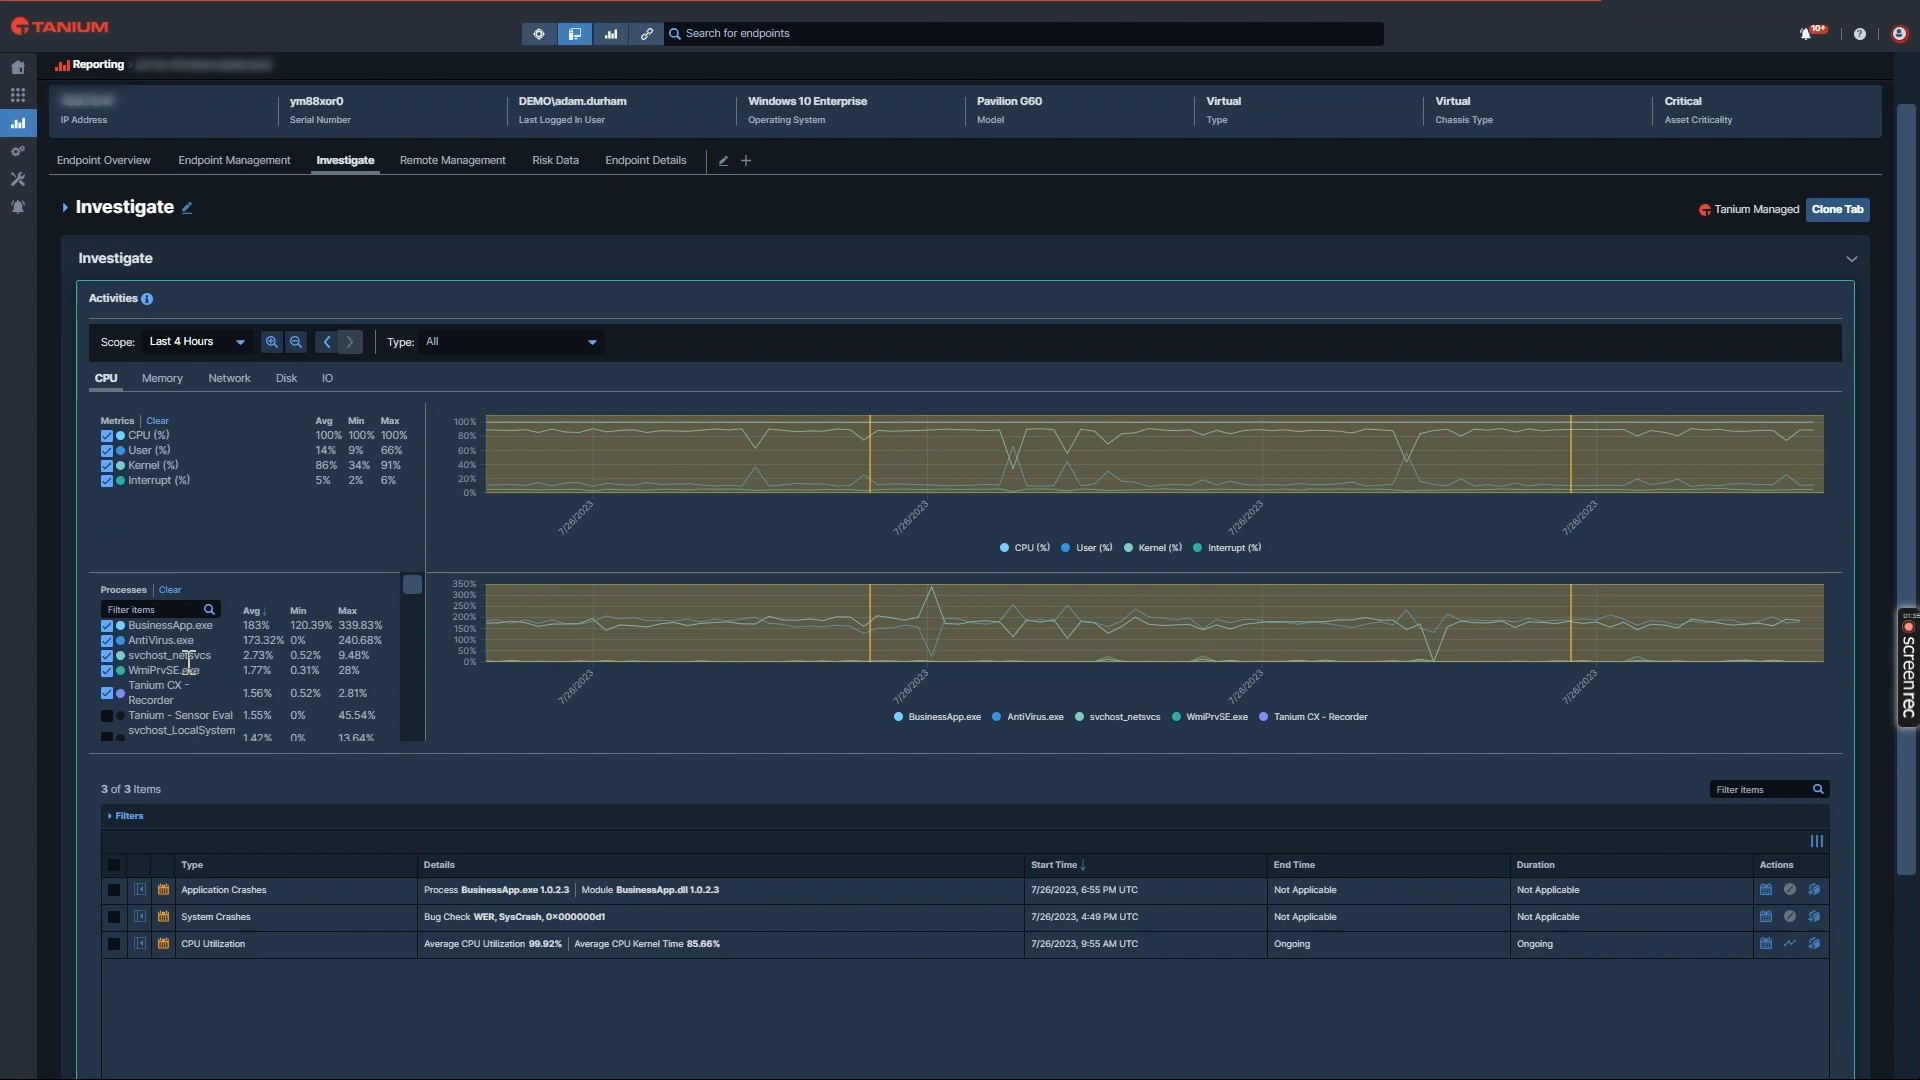 TANIUM
Search for endpoints
10+
Reporting
ym88xor0
DEMO\adam.durham
Windows 10 Enterprise
Pavilion G60
Virtual
Virtual
Critical
IP Address
Serial Number
Last Logged In User
Operating System
Model
Type
Chassis Type
Asset Criticality
Endpoint Overview
Endpoint Management
Investigate
Remote Management
Risk Data
Endpoint Details
Investigate
Tanium Managed
Clone Tab
Investigate
Activities
Scope: Last 4 Hours
Type: All
CPU
Memory
Network
Disk
IO
Metrics | Clear Avg Min Max
CPU (%) 100% 100% 100%
User (%) 14% 9% 66%
Kernel (%) 86% 34% 91%
Interrupt (%) 5% 2% 6%
100%
80%
60%
40%
20%
0%
7/26/2023
7/26/2023
7/26/2023
7/26/2023
CPU (%) User (%) Kernel (%) Interrupt (%)
Processes | Clear
Filter items Avg Min Max
BusinessApp.exe 183% 120.39% 339.83%
AntiVirus.exe 173.32% 0% 240.68%
svchost_netsvcs 2.73% 0.52% 9.48%
WmiPrvSE.exe 1.77% 0.31% 28%
Tanium CX -
Recorder 1.56% 0.52% 2.81%
Tanium - Sensor Eval 1.55% 0% 45.54%
svchost_LocalSystem 1.42% 0% 13.64%
350%
300%
250%
200%
150%
100%
50%
0%
7/26/2023
7/26/2023
7/26/2023
7/26/2023
BusinessApp.exe AntiVirus.exe svchost_netsvcs WmiPrvSE.exe Tanium CX - Recorder
3 of 3 Items
Filter items
Filters
Type Details Start Time End Time Duration Actions
Application Crashes Process BusinessApp.exe 1.0.2.3 | Module BusinessApp.dll 1.0.2.3 7/26/2023, 6:55 PM UTC Not Applicable Not Applicable
System Crashes Bug Check WER, SysCrash, 0x000000d1 7/26/2023, 4:49 PM UTC Not Applicable Not Applicable
CPU Utilization Average CPU Utilization 99.92% | Average CPU Kernel Time 85.66% 7/26/2023, 9:55 AM UTC Ongoing Ongoing
screenrec